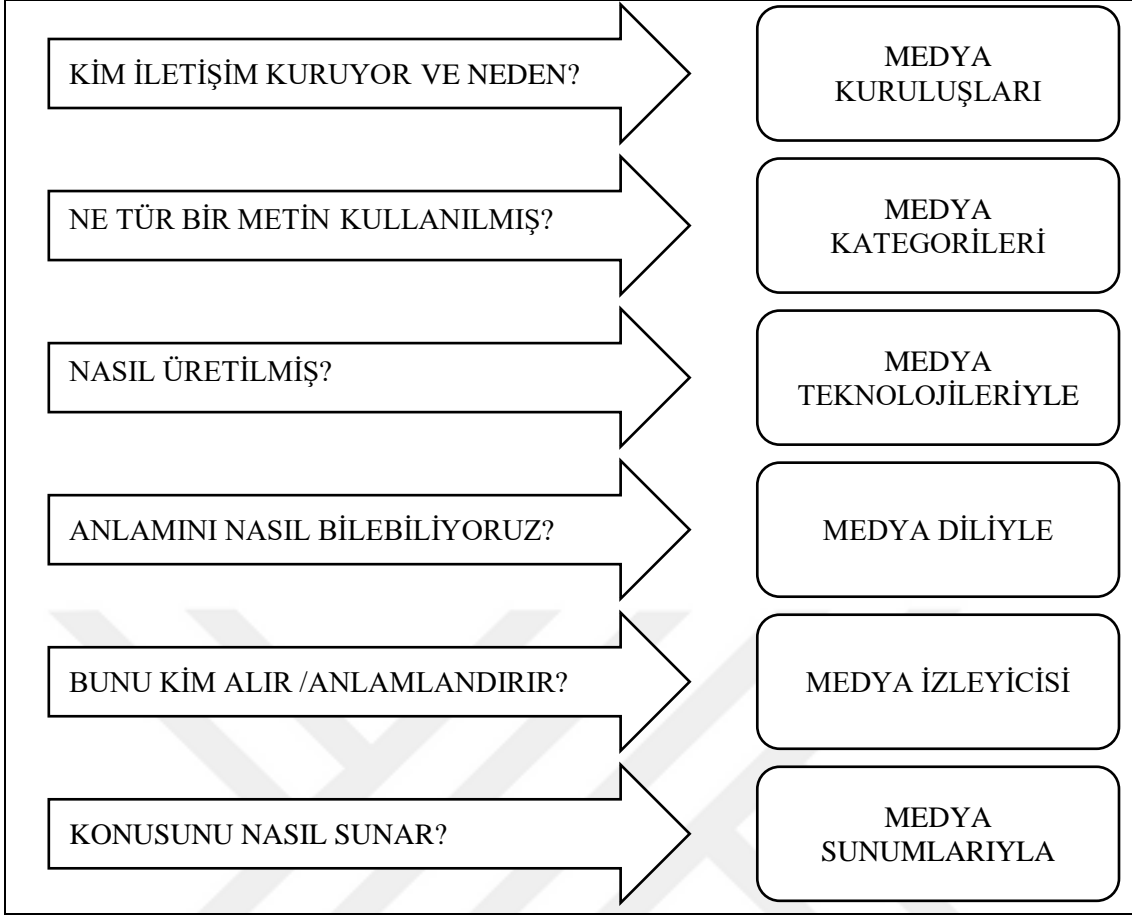 KİM İLETİŞİM KURUYOR VE NEDEN?
MEDYA
KURULUŞLARI
NE TÜR BİR METİN KULLANILMIŞ?
MEDYA
KATEGORİLERİ
NASIL ÜRETİLMİŞ?
MEDYA
TEKNOLOJİLERİYLE
ANLAMINI NASIL BİLEBİLİYORUZ?
MEDYA DİLİYLE
BUNU KİM ALIR /ANLAMLANDIRIR?
MEDYA İZLEYİCİSİ
KONUSUNU NASIL SUNAR?
MEDYA
SUNUMLARIYLA